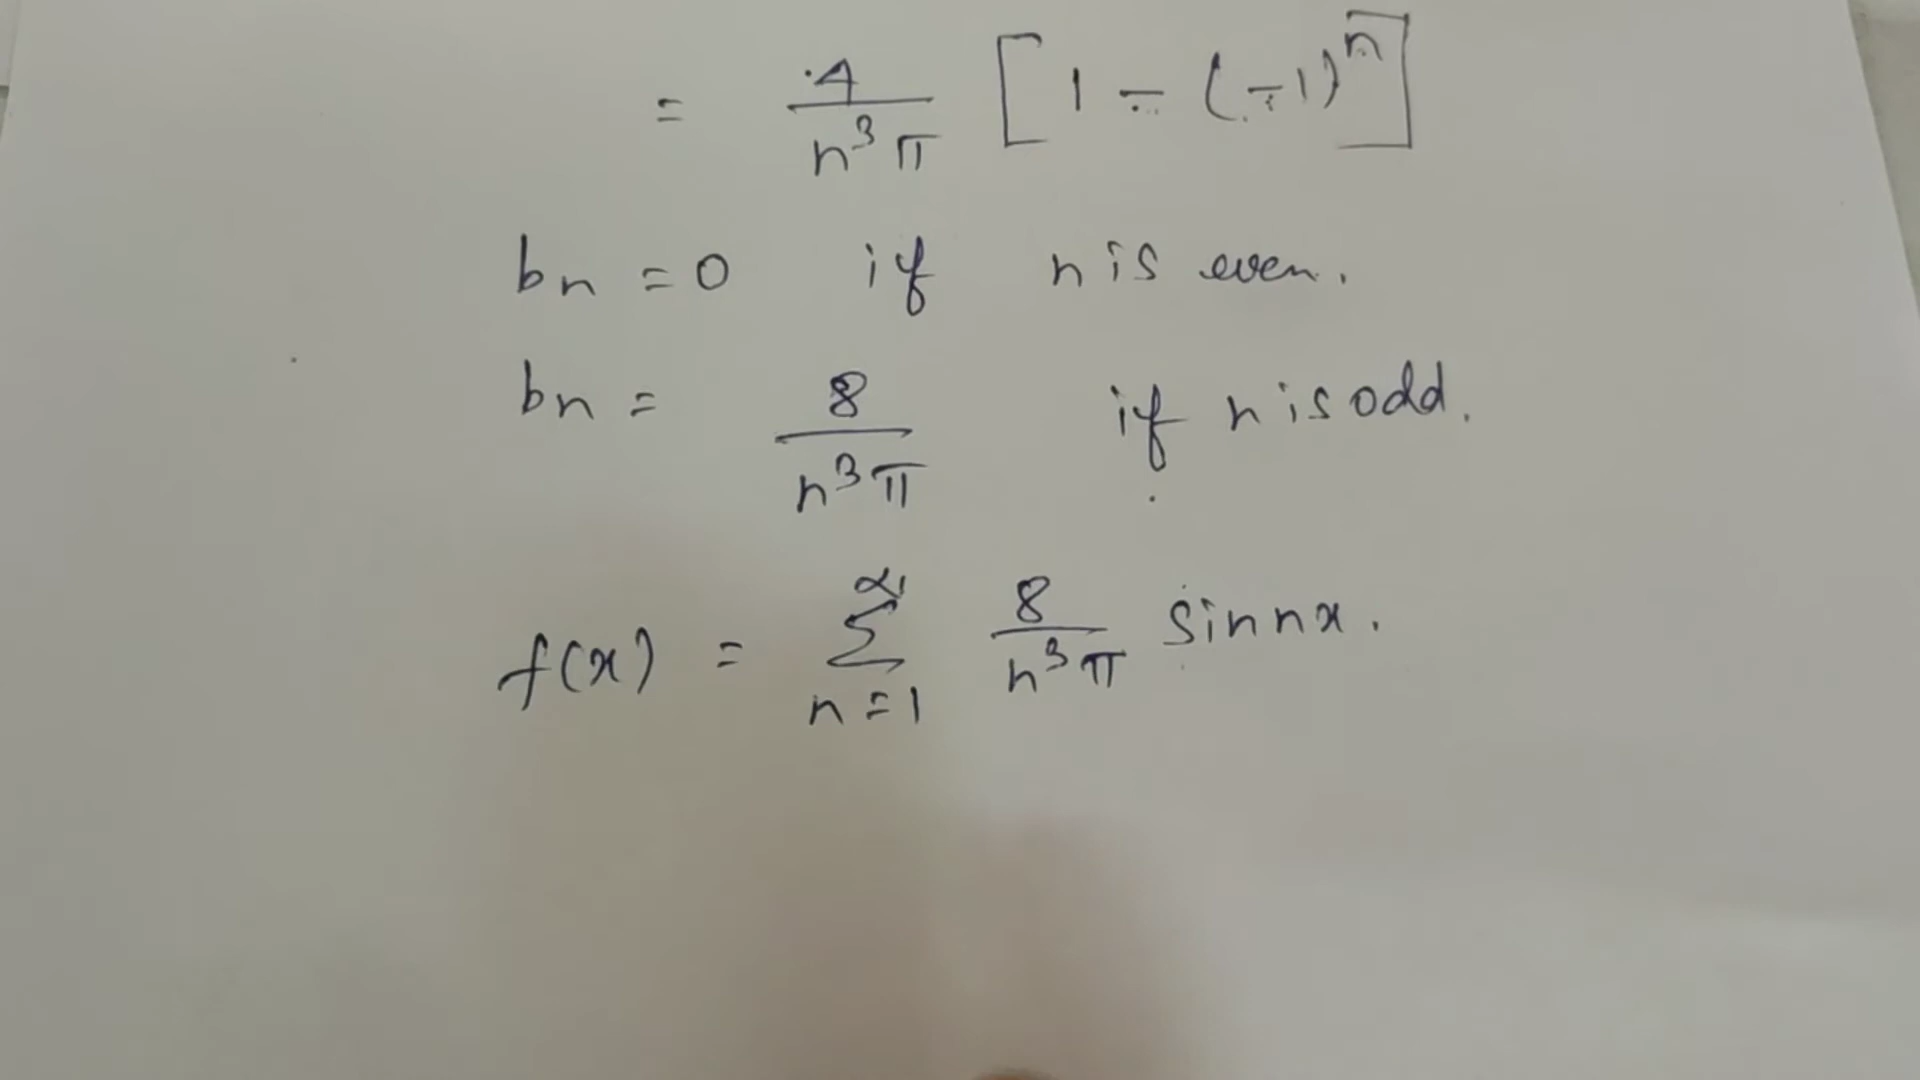 = 4/n³π [1 - (-1)ⁿ]
bn = 0 if n is even.
bn = 8/n³π if n is odd.
f(x) = ∑_{n=1}^{∞} 8/n³π sin nx.